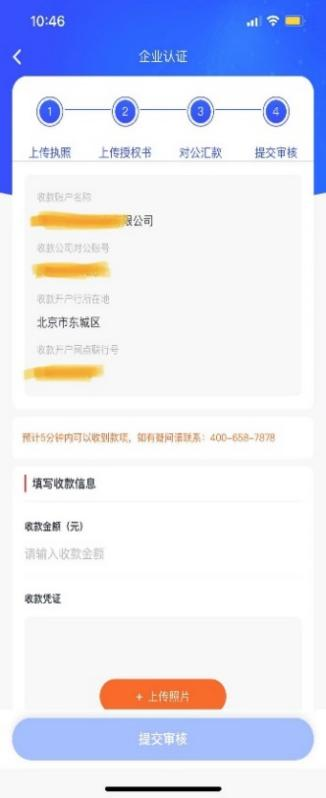 10:46
企业认证
1
2
3
4
上传执照
上传授权书
对公汇款
提交审核
收款账户名称
限公司
收款公司对公账号
收款开户行所在地
北京市东城区
收款开户网点联行号
预计5分钟内可以收到款项，如有疑问请联系：400-658-7878
填写收款信息
收款金额（元）
请输入收款金额
收款凭证
+ 上传照片
提交审核